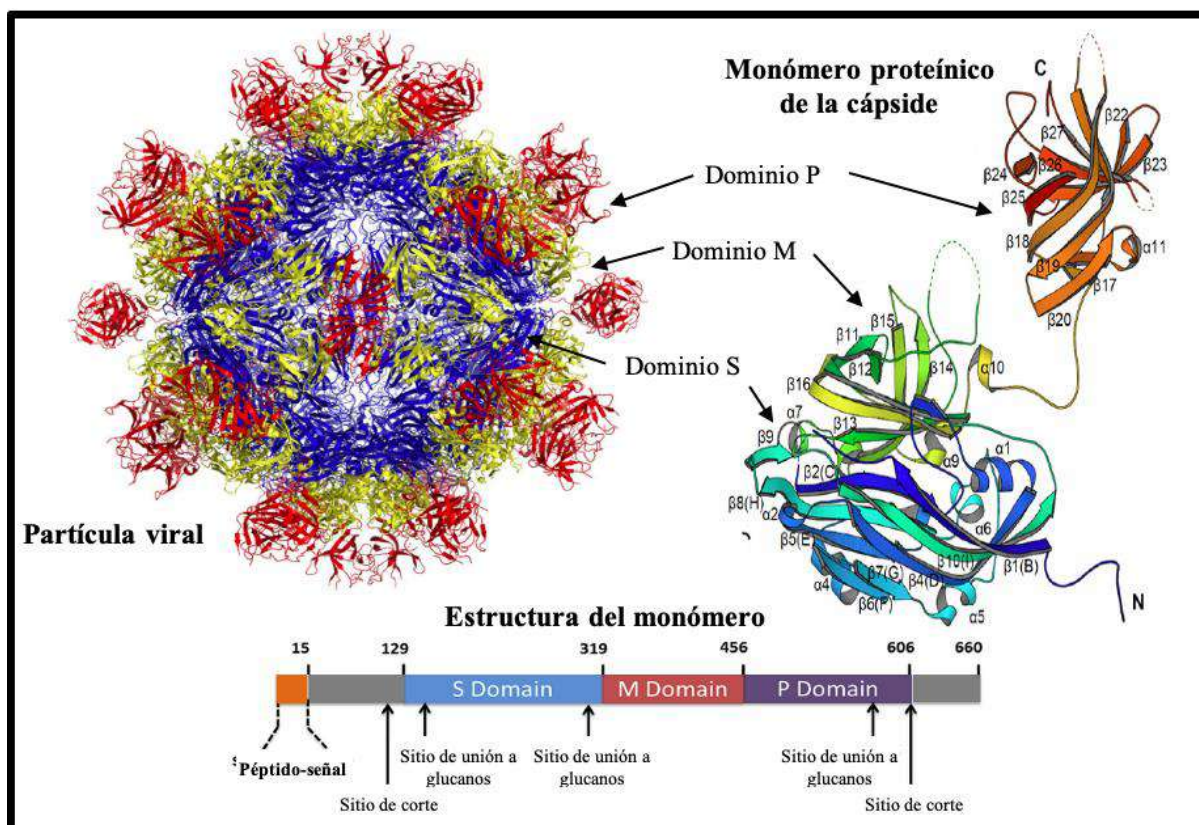 Monómero proteínico
de la cápside
C
β22
β27
β26
β23
β24
β25
β18
α11
β19
β17
β20
Dominio P
Dominio M
Dominio S
Partícula viral
β15
β11
β12
β14
α10
β16
α7
β13
β9
α9
α1
β2(C)
β8(H)
α2
α6
β5(E)
β10(I)
β1(B)
β7(G)
β4(D)
α4
β6(F)
α5
N
Estructura del monómero
15 129 319 456 606 660
S Domain M Domain P Domain
Péptido-señal
Sitio de corte
Sitio de unión a
glucanos
Sitio de unión a
glucanos
Sitio de unión a
glucanos
Sitio de corte